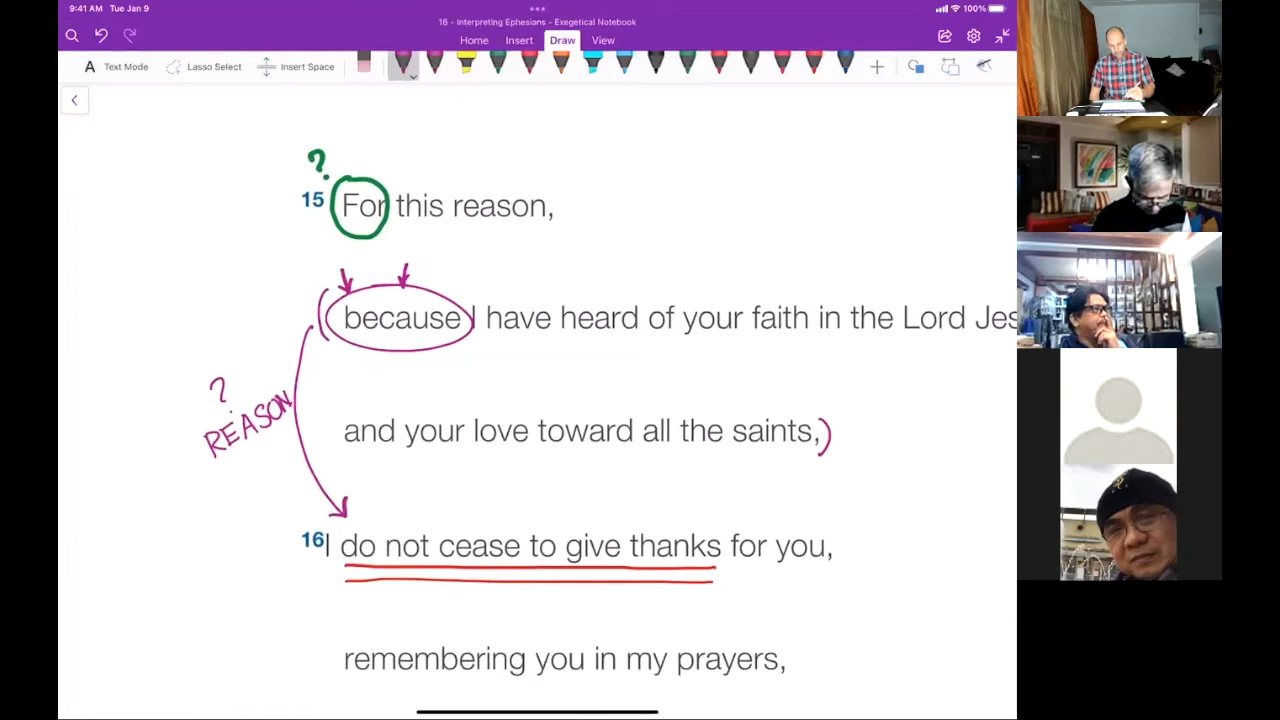 9:41 AM Tue Jan 9
100%
16 - Interpreting Ephesians - Exegetical Notebook
Home Insert Draw View
A Text Mode Lasso Select Insert Space
?
15 For this reason,
because I have heard of your faith in the Lord Jes
?
REASON
and your love toward all the saints,)
16 I do not cease to give thanks for you,
remembering you in my prayers,